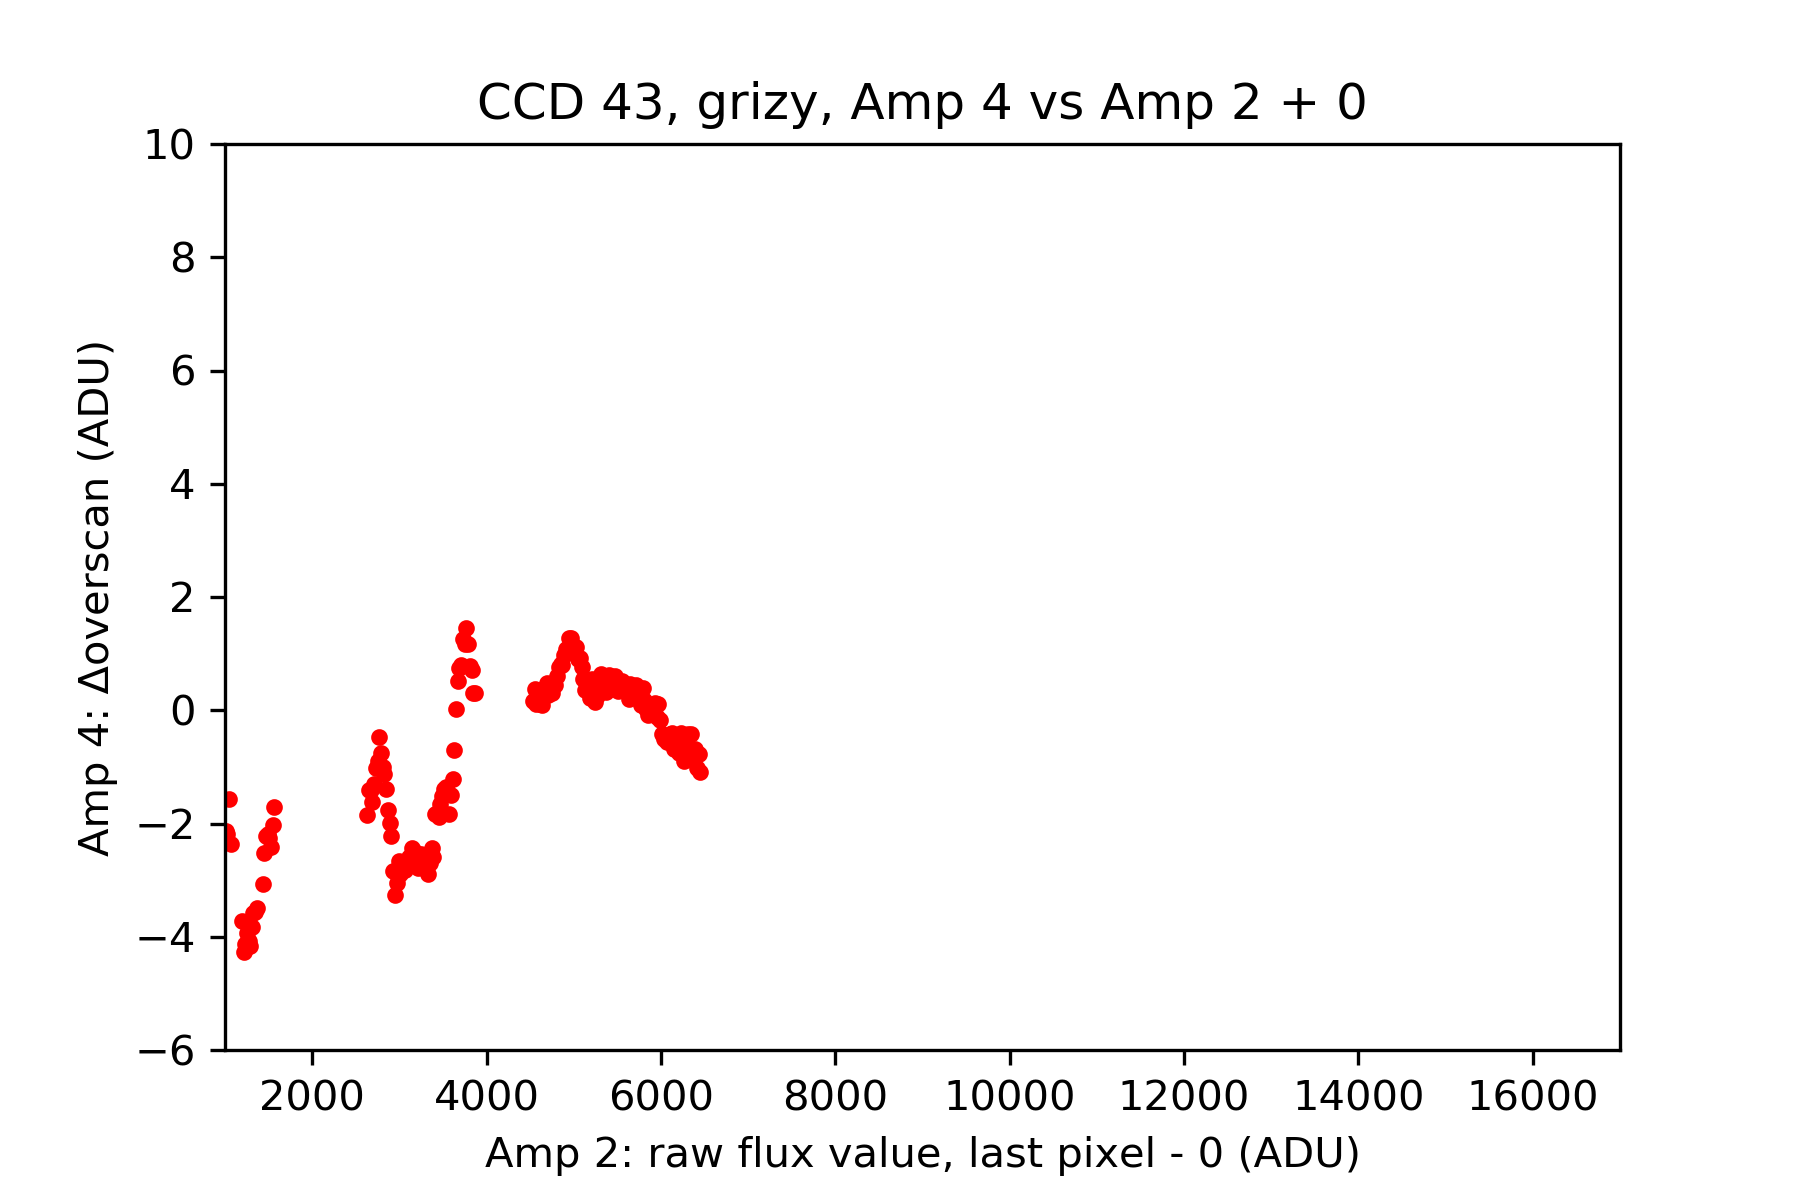 CCD 43, grizy, Amp 4 vs Amp 2 + 0
10
8
6
4
2
0
−2
−4
−6
Amp 4: Δoverscan (ADU)
2000 4000 6000 8000 10000 12000 14000 16000
Amp 2: raw flux value, last pixel - 0 (ADU)